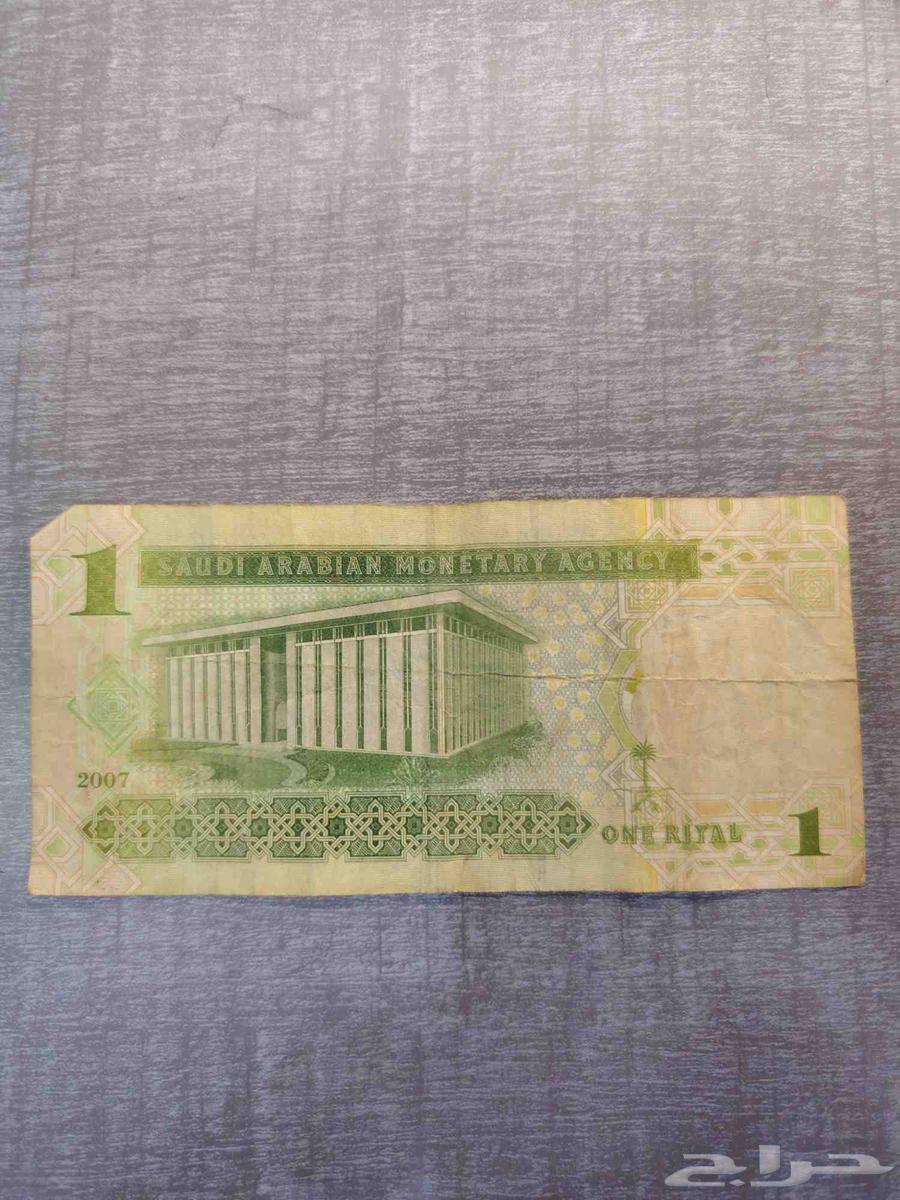 1
SAUDI ARABIAN MONETARY AGENCY
2007
ONE RIYAL
1
حراج